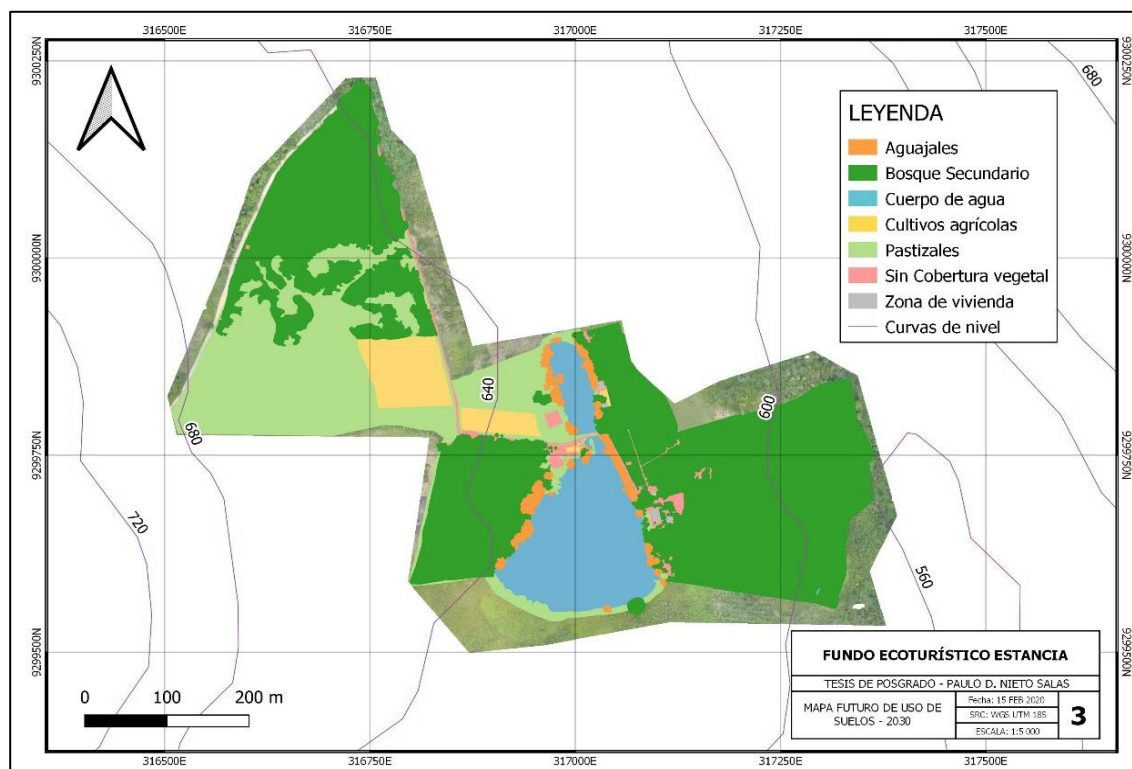 316500E 316750E 317000E 317250E 317500E
9300250N
9300250N
680
LEYENDA
Aguajales
Bosque Secundario
Cuerpo de agua
Cultivos agrícolas
Pastizales
Sin Cobertura vegetal
Zona de vivienda
Curvas de nivel
9300000N
9300000N
640
600
680
9299750N
9299750N
720
560
9299500N
9299500N
0 100 200 m
FUNDO ECOTURÍSTICO ESTANCIA
TESIS DE POSGRADO - PAULO D. NIETO SALAS
MAPA FUTURO DE USO DE
SUELOS - 2030
Fecha: 15 FEB 2020
SRC: WGS UTM 18S
ESCALA: 1:5 000
3
316500E 316750E 317000E 317250E 317500E